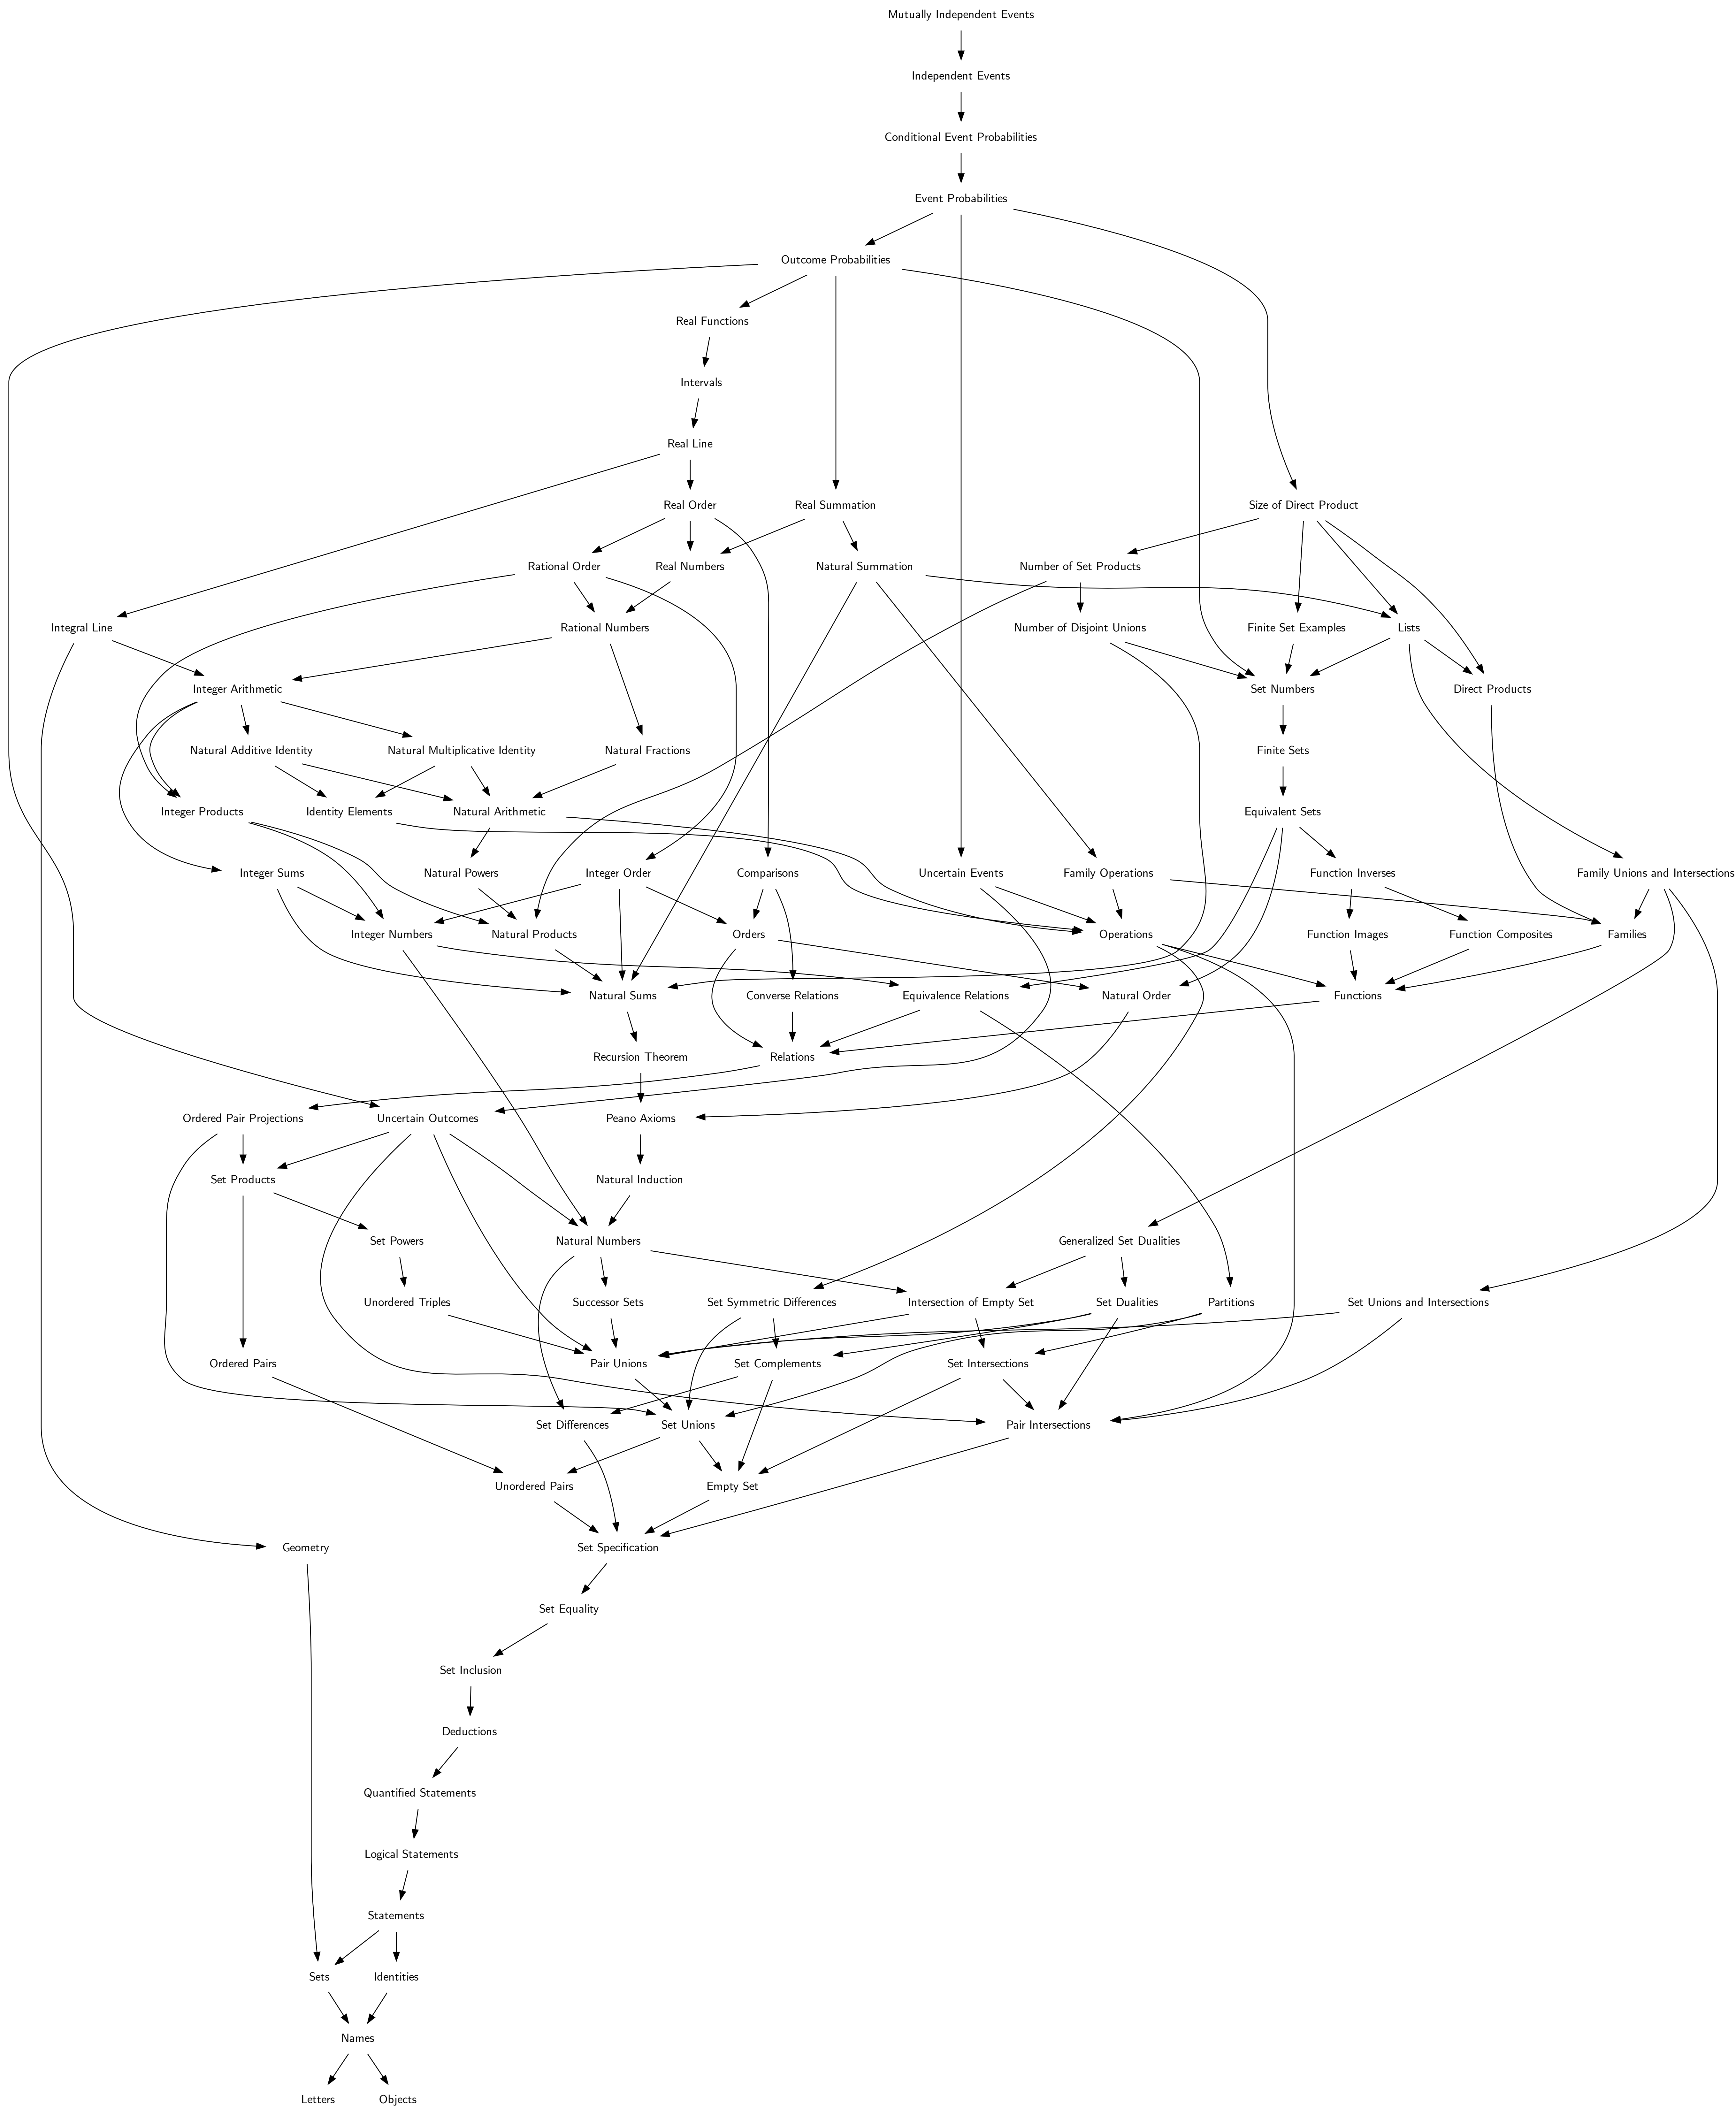 Mutually Independent Events
Independent Events
Conditional Event Probabilities
Event Probabilities
Outcome Probabilities
Real Functions
Intervals
Real Line
Real Order
Real Summation
Size of Direct Product
Rational Order
Real Numbers
Natural Summation
Number of Set Products
Integral Line
Rational Numbers
Number of Disjoint Unions
Finite Set Examples
Lists
Integer Arithmetic
Set Numbers
Direct Products
Natural Additive Identity
Natural Multiplicative Identity
Natural Fractions
Finite Sets
Integer Products
Identity Elements
Natural Arithmetic
Equivalent Sets
Integer Sums
Natural Powers
Integer Order
Comparisons
Uncertain Events
Family Operations
Function Inverses
Family Unions and Intersections
Integer Numbers
Natural Products
Orders
Operations
Function Images
Function Composites
Families
Natural Sums
Converse Relations
Equivalence Relations
Natural Order
Functions
Recursion Theorem
Relations
Ordered Pair Projections
Uncertain Outcomes
Peano Axioms
Set Products
Natural Induction
Set Powers
Natural Numbers
Generalized Set Dualities
Unordered Triples
Successor Sets
Set Symmetric Differences
Intersection of Empty Set
Set Dualities
Partitions
Set Unions and Intersections
Ordered Pairs
Pair Unions
Set Complements
Set Intersections
Set Differences
Set Unions
Pair Intersections
Unordered Pairs
Empty Set
Geometry
Set Specification
Set Equality
Set Inclusion
Deductions
Quantified Statements
Logical Statements
Statements
Sets
Identities
Names
Letters
Objects